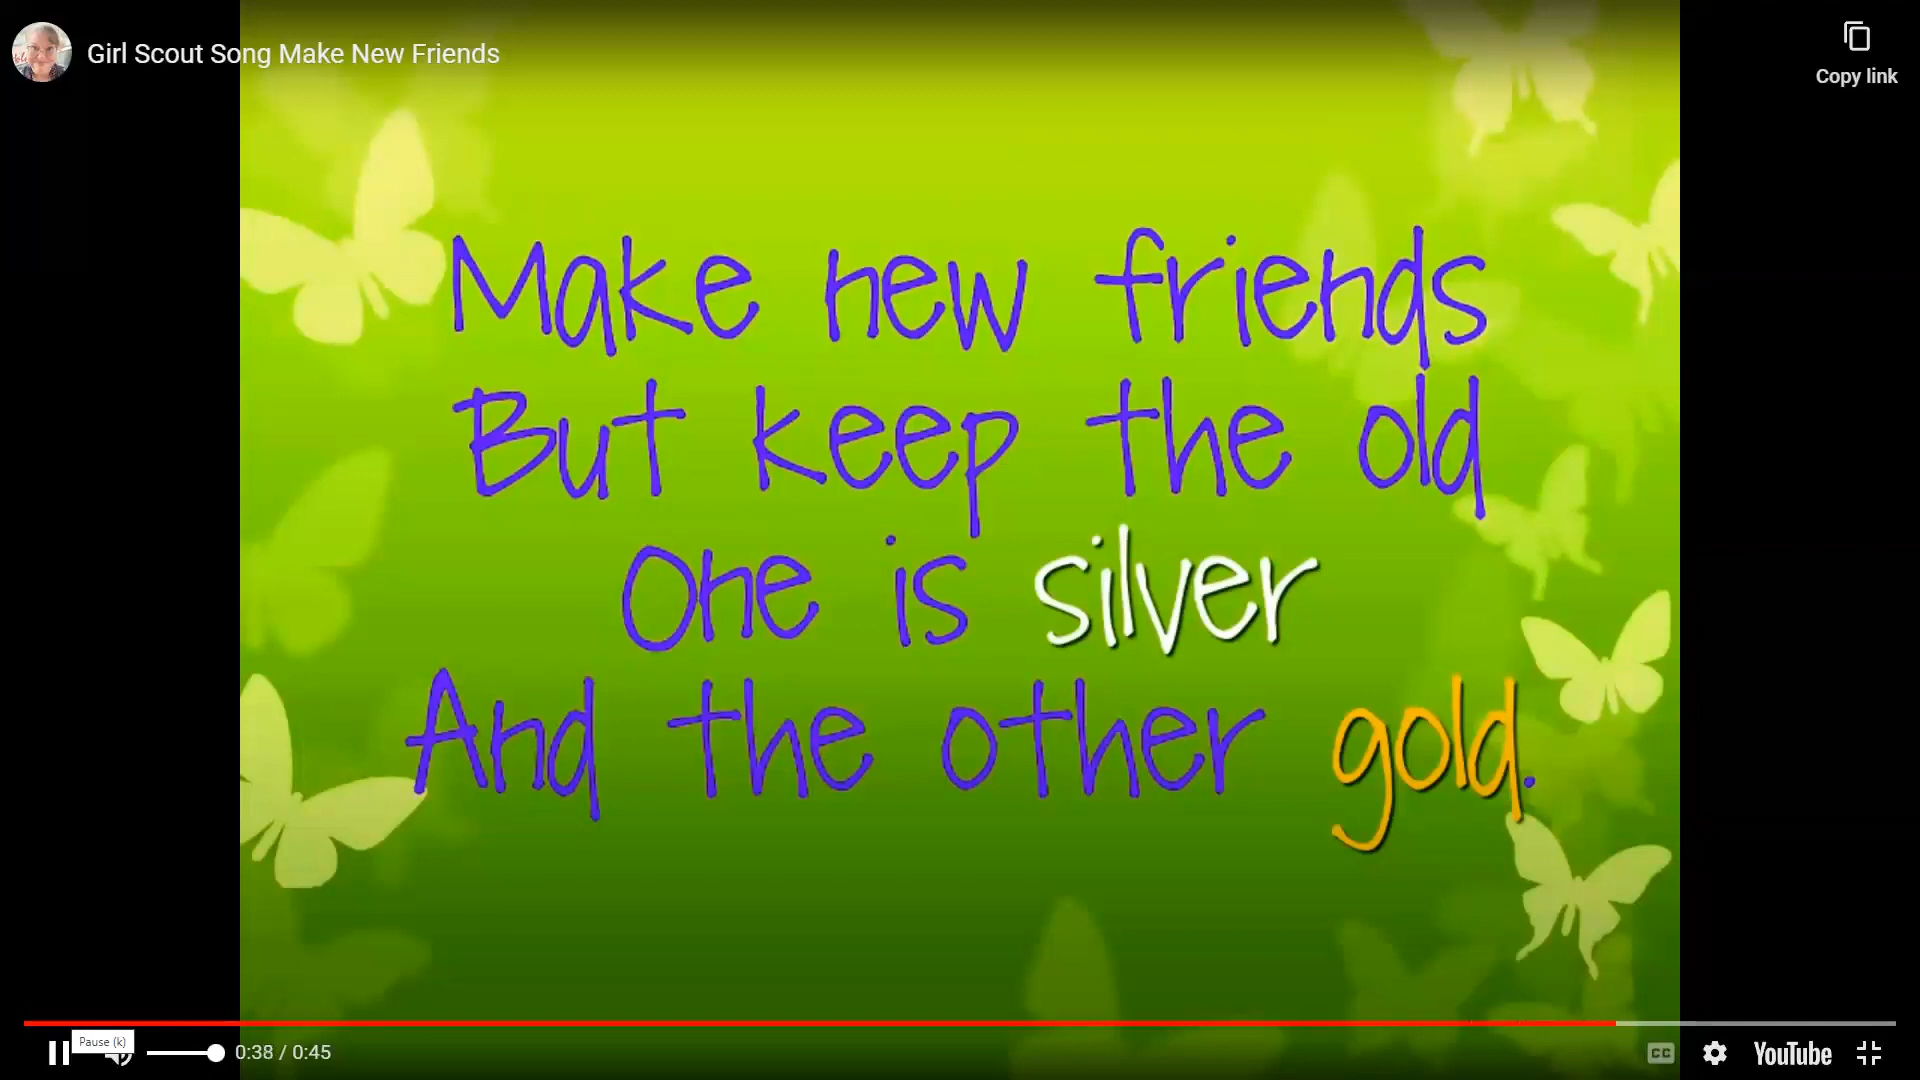 Girl Scout Song Make New Friends
Copy link
Make new friends
But keep the old
One is silver
And the other gold.
Pause (k)
0:38 / 0:45
CC
YouTube